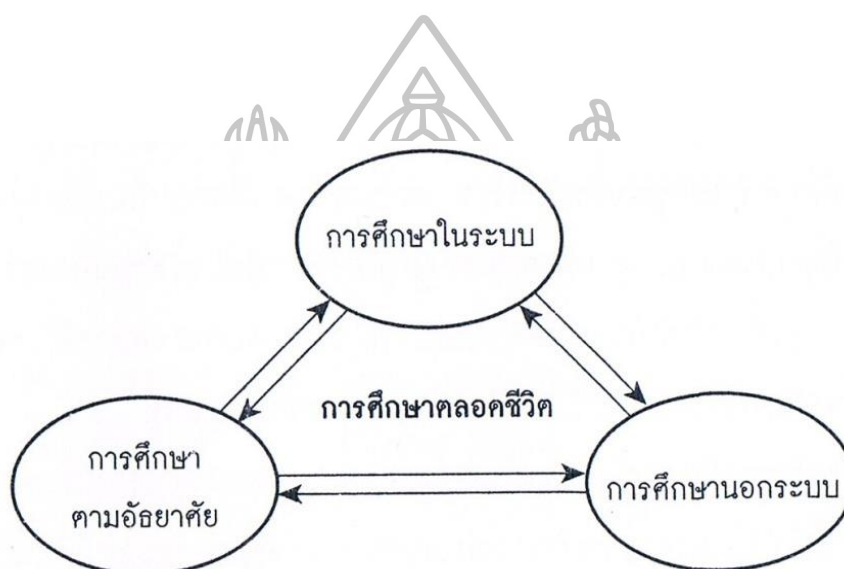 การศึกษาในระบบ
การศึกษาตลอดชีวิต
การศึกษา
ตามอัธยาศัย
การศึกษานอกระบบ